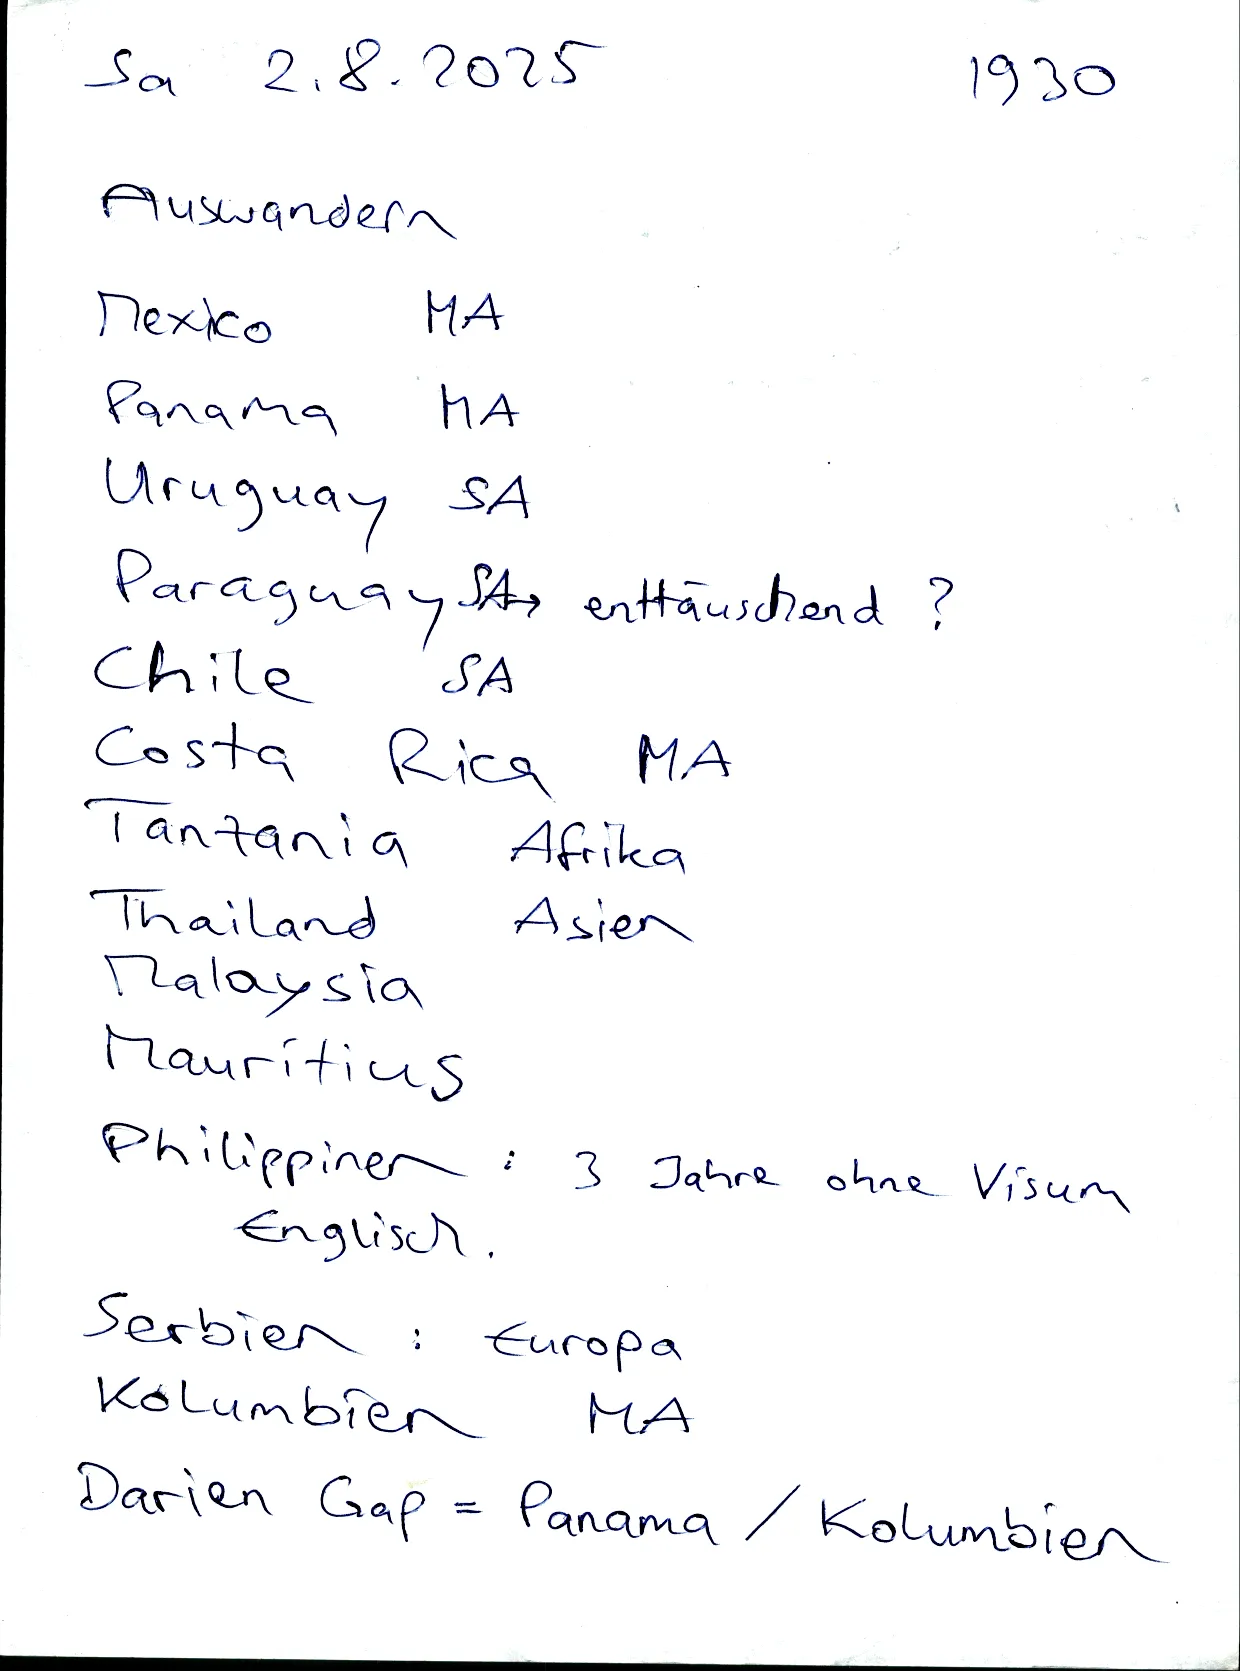 Sa 2.8.2025 1930
Auswandern
Mexico MA
Panama MA
Uruguay SA
Paraguay SA → enttäuschend ?
Chile SA
Costa Rica MA
Tanzania Afrika
Thailand Asien
Malaysia
Mauritius
Philippinen : 3 Jahre ohne Visum
Englisch.
Serbien : Europa
Kolumbien MA
Darien Gap = Panama / Kolumbien